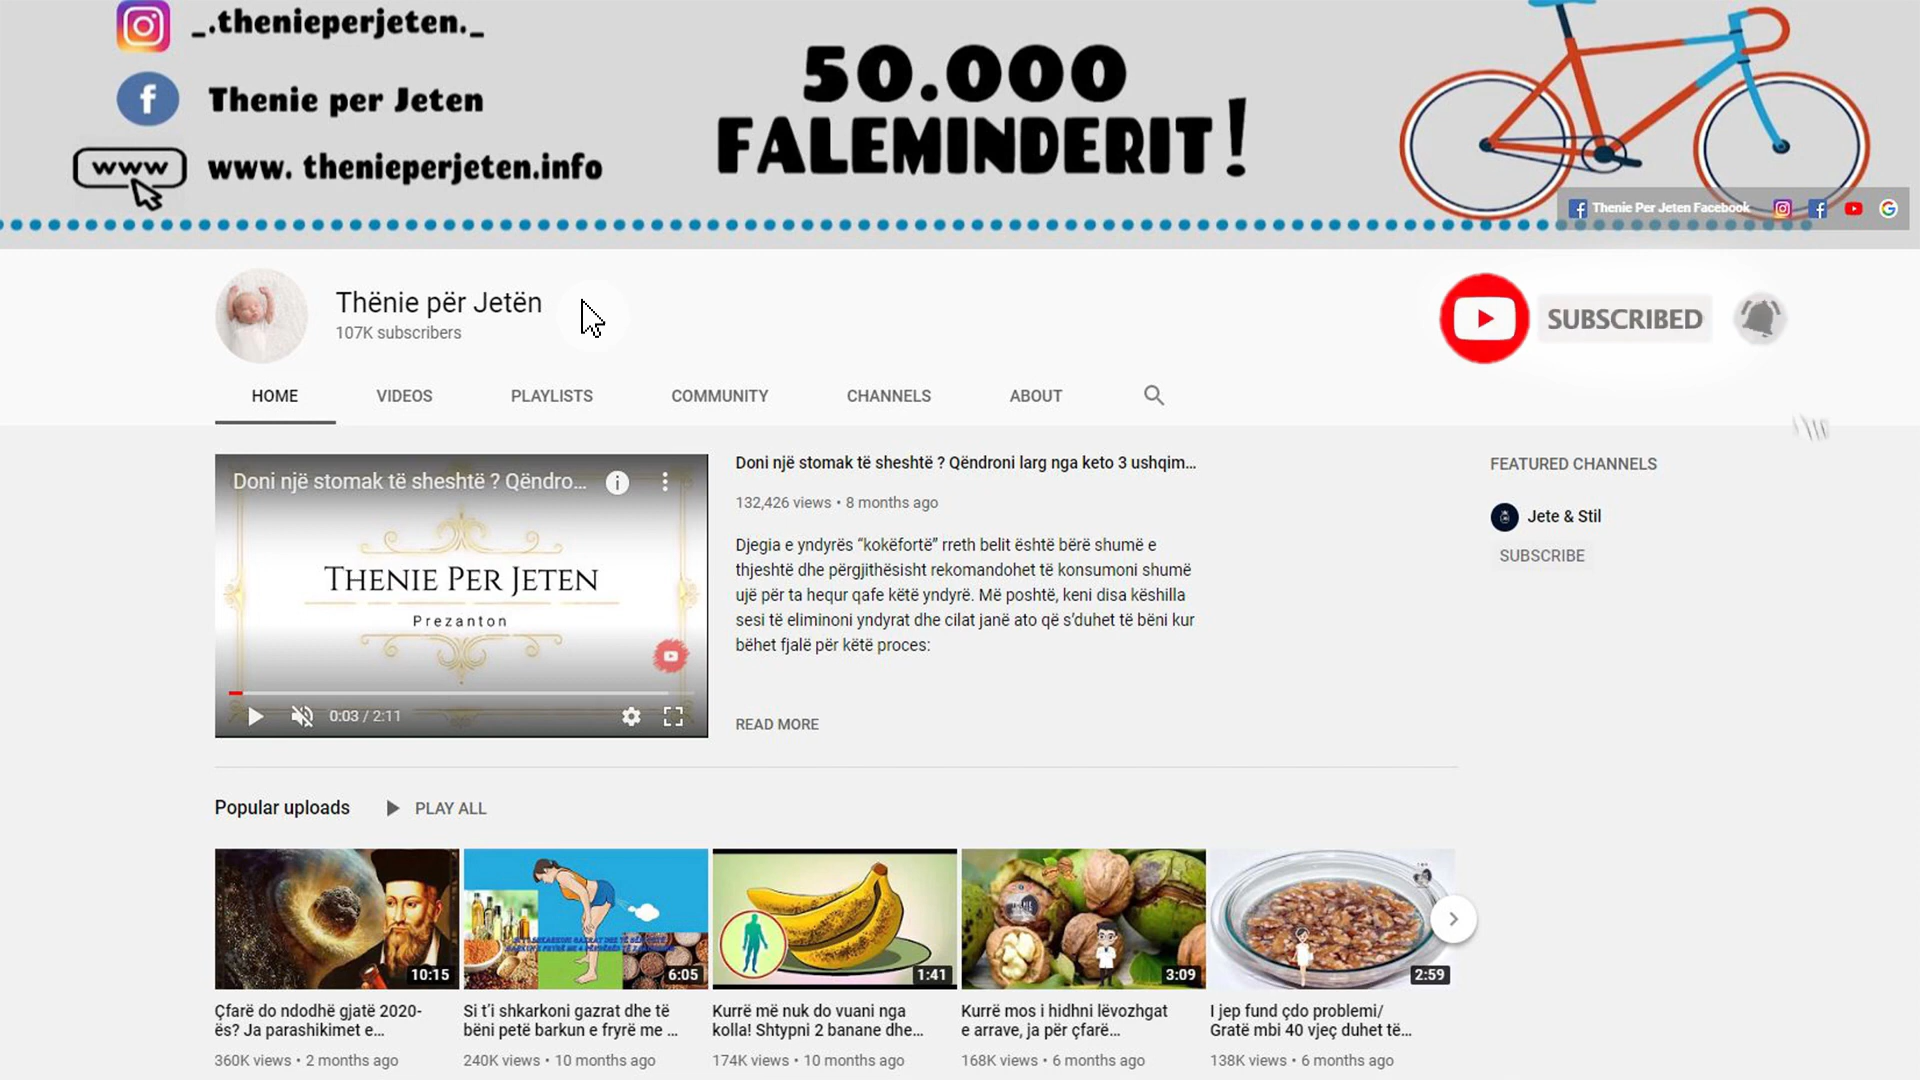 _.thenieperjeten._
Thenie per Jeten
www
www. thenieperjeten.info
50.000
FALEMINDERIT!
Thenie Per Jeten Facebook
Thënie për Jetën
107K subscribers
SUBSCRIBED
HOME
VIDEOS
PLAYLISTS
COMMUNITY
CHANNELS
ABOUT
Doni një stomak të sheshtë ? Qëndro...
THENIE PER JETEN
Prezanton
0:03 / 2:11
Doni një stomak të sheshtë ? Qëndroni larg nga keto 3 ushqim...
132,426 views • 8 months ago
Djegia e yndyrës “kokëfortë” rreth belit është bërë shumë e
thjeshtë dhe përgjithësisht rekomandohet të konsumoni shumë
ujë për ta hequr qafe këtë yndyrë. Më poshtë, keni disa këshilla
sesi të eliminoni yndyrat dhe cilat janë ato që s’duhet të bëni kur
bëhet fjalë për këtë proces:
READ MORE
FEATURED CHANNELS
Jete & Stil
SUBSCRIBE
Popular uploads
PLAY ALL
10:15
6:05
1:41
3:09
2:59
Çfarë do ndodhë gjatë 2020-
ës? Ja parashikimet e...
360K views • 2 months ago
Si t’i shkarkoni gazrat dhe të
bëni petë barkun e fryrë me ...
240K views • 10 months ago
Kurrë më nuk do vuani nga
kolla! Shtypni 2 banane dhe...
174K views • 10 months ago
Kurrë mos i hidhni lëvozhgat
e arrave, ja për çfarë...
168K views • 6 months ago
I jep fund çdo problemi/
Gratë mbi 40 vjeç duhet të...
138K views • 6 months ago